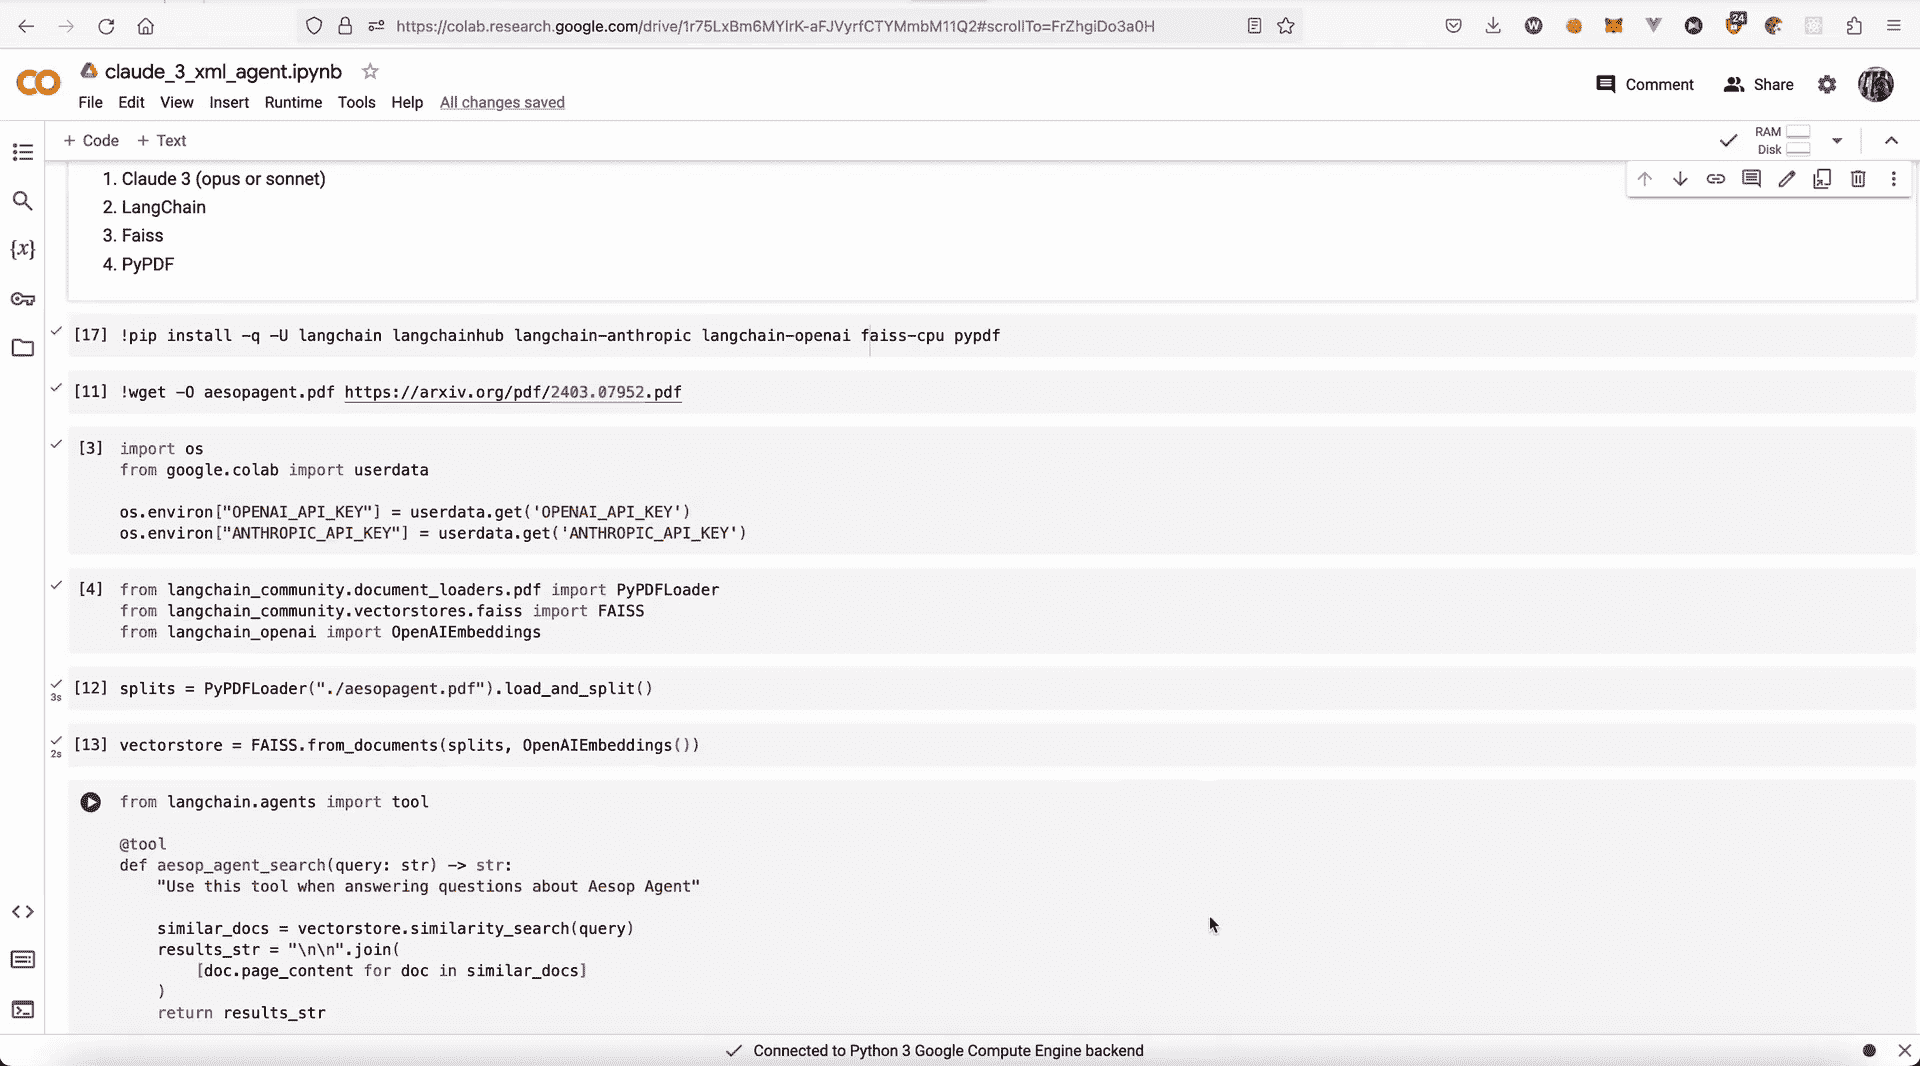 https://colab.research.google.com/drive/1r75LxBm6MYlrK-aFJVyrfCTYMmbM11Q2#scrollTo=FrZhgiDo3a0H
24
CO
claude_3_xml_agent.ipynb
File Edit View Insert Runtime Tools Help All changes saved
Comment Share
+ Code + Text
RAM
Disk
1. Claude 3 (opus or sonnet)
2. LangChain
3. Faiss
4. PyPDF
[17] !pip install -q -U langchain langchainhub langchain-anthropic langchain-openai faiss-cpu pypdf
[11] !wget -O aesopagent.pdf https://arxiv.org/pdf/2403.07952.pdf
[3] import os
from google.colab import userdata
os.environ["OPENAI_API_KEY"] = userdata.get('OPENAI_API_KEY')
os.environ["ANTHROPIC_API_KEY"] = userdata.get('ANTHROPIC_API_KEY')
[4] from langchain_community.document_loaders.pdf import PyPDFLoader
from langchain_community.vectorstores.faiss import FAISS
from langchain_openai import OpenAIEmbeddings
3s [12] splits = PyPDFLoader("./aesopagent.pdf").load_and_split()
2s [13] vectorstore = FAISS.from_documents(splits, OpenAIEmbeddings())
from langchain.agents import tool
@tool
def aesop_agent_search(query: str) -> str:
"Use this tool when answering questions about Aesop Agent"
similar_docs = vectorstore.similarity_search(query)
results_str = "\n\n".join(
[doc.page_content for doc in similar_docs]
)
return results_str
Connected to Python 3 Google Compute Engine backend